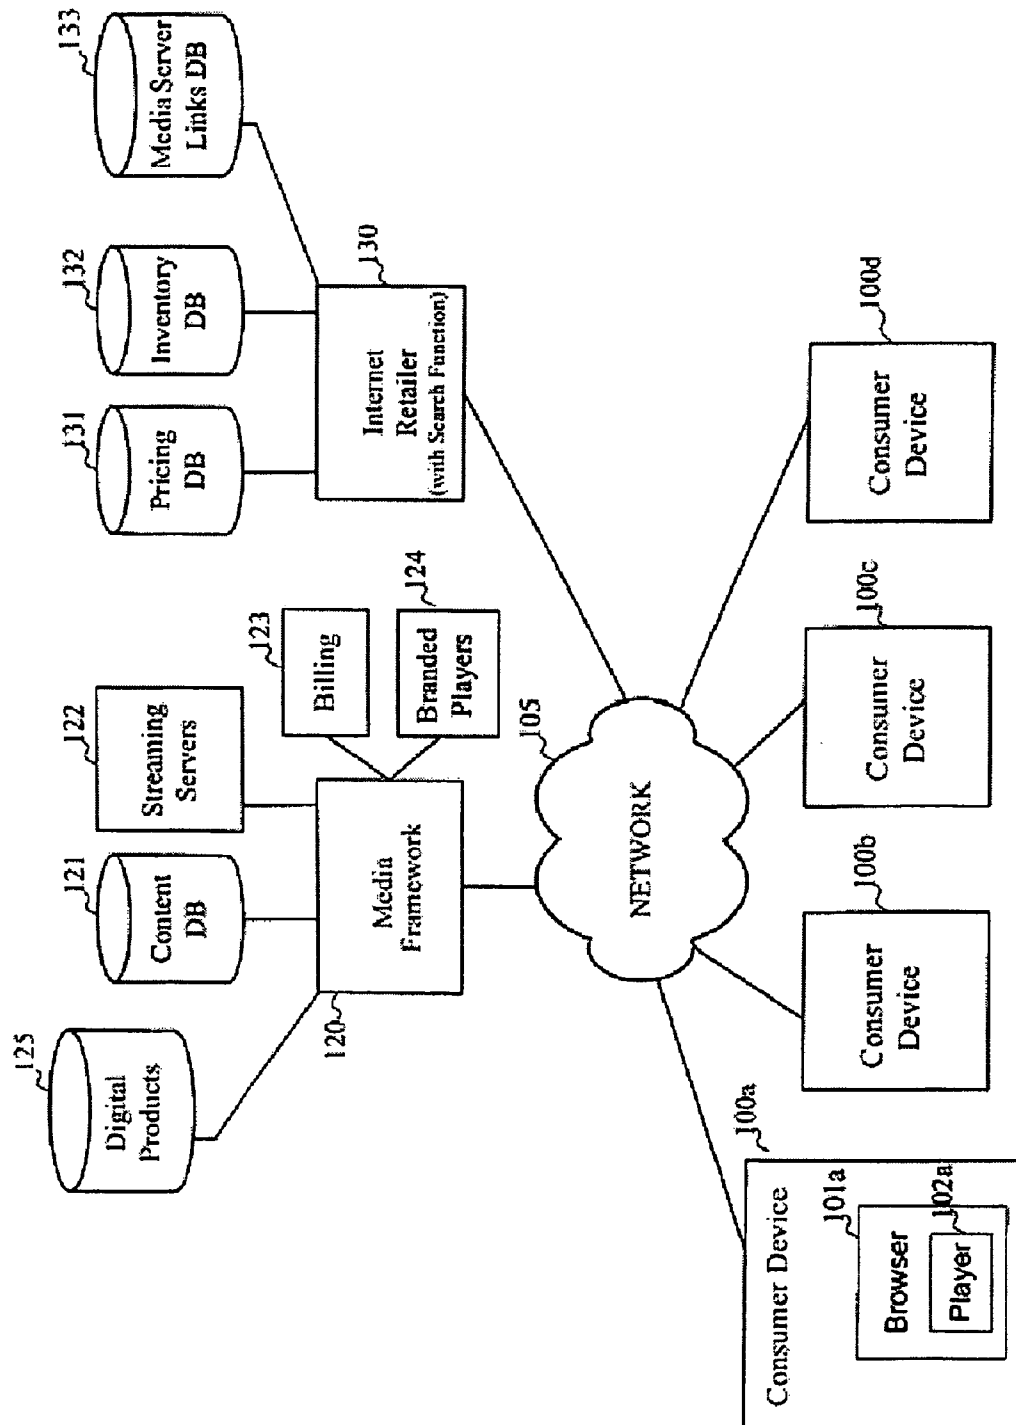 125
Digital
Products
121
Content
DB
122
Streaming
Servers
131
Pricing
DB
132
Inventory
DB
133
Media Server
Links DB
120
Media
Framework
123
Billing
124
Branded
Players
130
Internet
Retailer
(with Search Function)
105
NETWORK
100a
Consumer Device
101a
Browser
102a
Player
100b
Consumer
Device
100c
Consumer
Device
100d
Consumer
Device